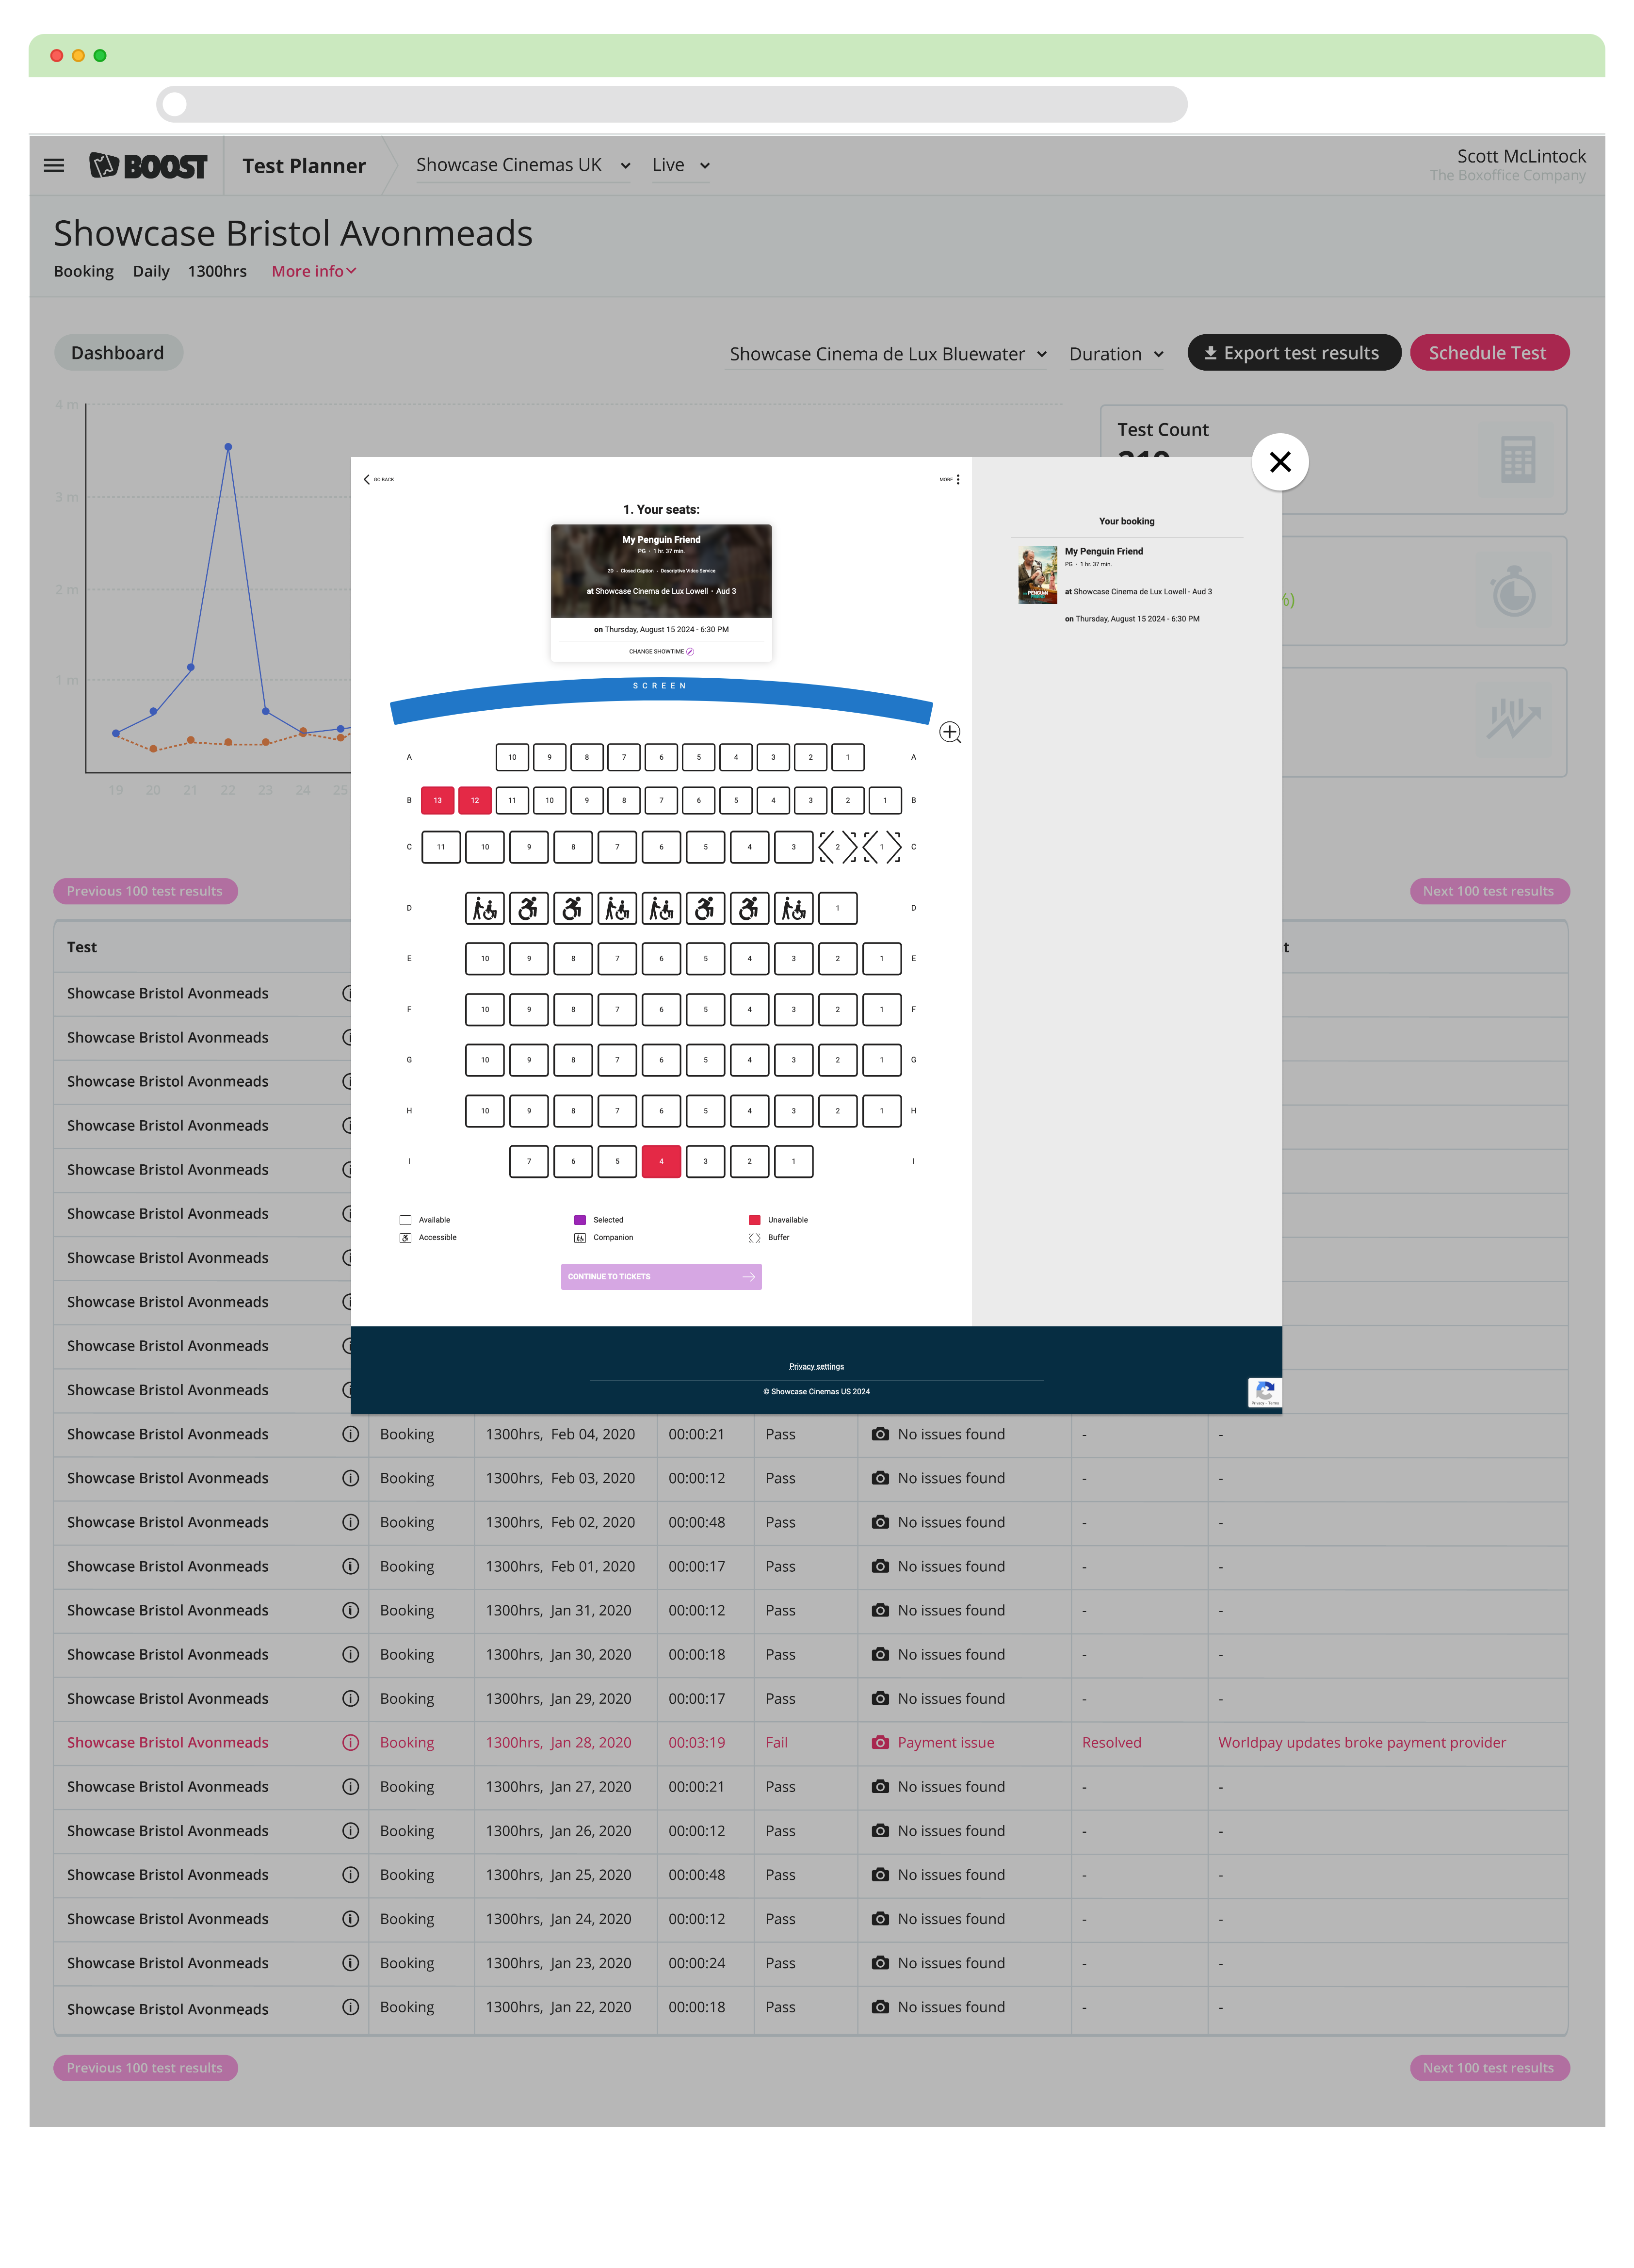 BOOST
Test Planner
Showcase Cinemas UK
Live
Scott McLintock
The Boxoffice Company
Showcase Bristol Avonmeads
Booking Daily 1300hrs More info
Dashboard
Showcase Cinema de Lux Bluewater
Duration
Export test results
Schedule Test
4 m
3 m
2 m
1 m
19 20 21 22 23 24 25
Test Count
%)
GO BACK
MORE
1. Your seats:
My Penguin Friend
PG · 1 hr. 37 min.
2D · Closed Caption · Descriptive Video Service
at Showcase Cinema de Lux Lowell · Aud 3
on Thursday, August 15 2024 - 6:30 PM
CHANGE SHOWTIME
Your booking
My Penguin Friend
PG · 1 hr. 37 min.
PENGUIN
at Showcase Cinema de Lux Lowell - Aud 3
on Thursday, August 15 2024 - 6:30 PM
SCREEN
A 10 9 8 7 6 5 4 3 2 1 A
B 13 12 11 10 9 8 7 6 5 4 3 2 1 B
C 11 10 9 8 7 6 5 4 3 2 1 C
D 1 D
E 10 9 8 7 6 5 4 3 2 1 E
F 10 9 8 7 6 5 4 3 2 1 F
G 10 9 8 7 6 5 4 3 2 1 G
H 10 9 8 7 6 5 4 3 2 1 H
I 7 6 5 4 3 2 1 I
Available Selected Unavailable
Accessible Companion Buffer
CONTINUE TO TICKETS
Privacy settings
© Showcase Cinemas US 2024
Privacy - Terms
Previous 100 test results
Next 100 test results
Test
t
Showcase Bristol Avonmeads
Showcase Bristol Avonmeads
Showcase Bristol Avonmeads
Showcase Bristol Avonmeads
Showcase Bristol Avonmeads
Showcase Bristol Avonmeads
Showcase Bristol Avonmeads
Showcase Bristol Avonmeads
Showcase Bristol Avonmeads
Showcase Bristol Avonmeads
Showcase Bristol Avonmeads Booking 1300hrs, Feb 04, 2020 00:00:21 Pass No issues found - -
Showcase Bristol Avonmeads Booking 1300hrs, Feb 03, 2020 00:00:12 Pass No issues found - -
Showcase Bristol Avonmeads Booking 1300hrs, Feb 02, 2020 00:00:48 Pass No issues found - -
Showcase Bristol Avonmeads Booking 1300hrs, Feb 01, 2020 00:00:17 Pass No issues found - -
Showcase Bristol Avonmeads Booking 1300hrs, Jan 31, 2020 00:00:12 Pass No issues found - -
Showcase Bristol Avonmeads Booking 1300hrs, Jan 30, 2020 00:00:18 Pass No issues found - -
Showcase Bristol Avonmeads Booking 1300hrs, Jan 29, 2020 00:00:17 Pass No issues found - -
Showcase Bristol Avonmeads Booking 1300hrs, Jan 28, 2020 00:03:19 Fail Payment issue Resolved Worldpay updates broke payment provider
Showcase Bristol Avonmeads Booking 1300hrs, Jan 27, 2020 00:00:21 Pass No issues found - -
Showcase Bristol Avonmeads Booking 1300hrs, Jan 26, 2020 00:00:12 Pass No issues found - -
Showcase Bristol Avonmeads Booking 1300hrs, Jan 25, 2020 00:00:48 Pass No issues found - -
Showcase Bristol Avonmeads Booking 1300hrs, Jan 24, 2020 00:00:12 Pass No issues found - -
Showcase Bristol Avonmeads Booking 1300hrs, Jan 23, 2020 00:00:24 Pass No issues found - -
Showcase Bristol Avonmeads Booking 1300hrs, Jan 22, 2020 00:00:18 Pass No issues found - -
Previous 100 test results
Next 100 test results